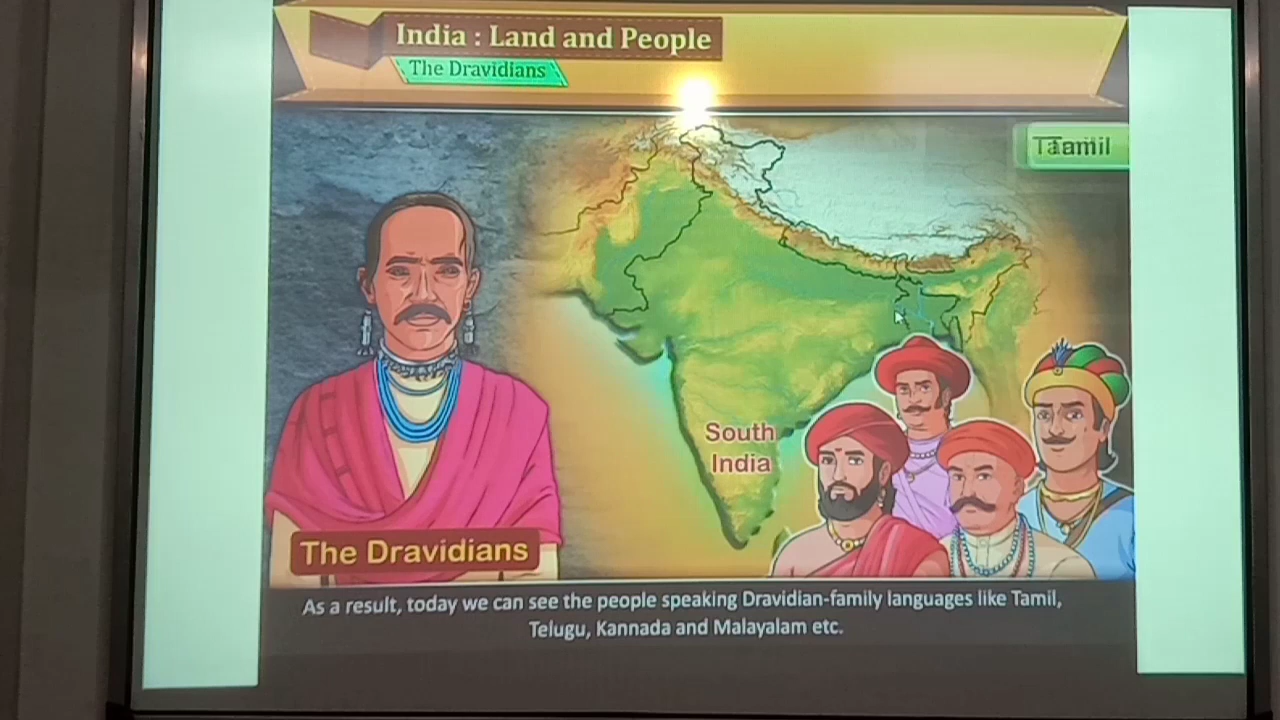 India : Land and People
The Dravidians
Tamil
South
India
The Dravidians
As a result, today we can see the people speaking Dravidian-family languages like Tamil,
Telugu, Kannada and Malayalam etc.